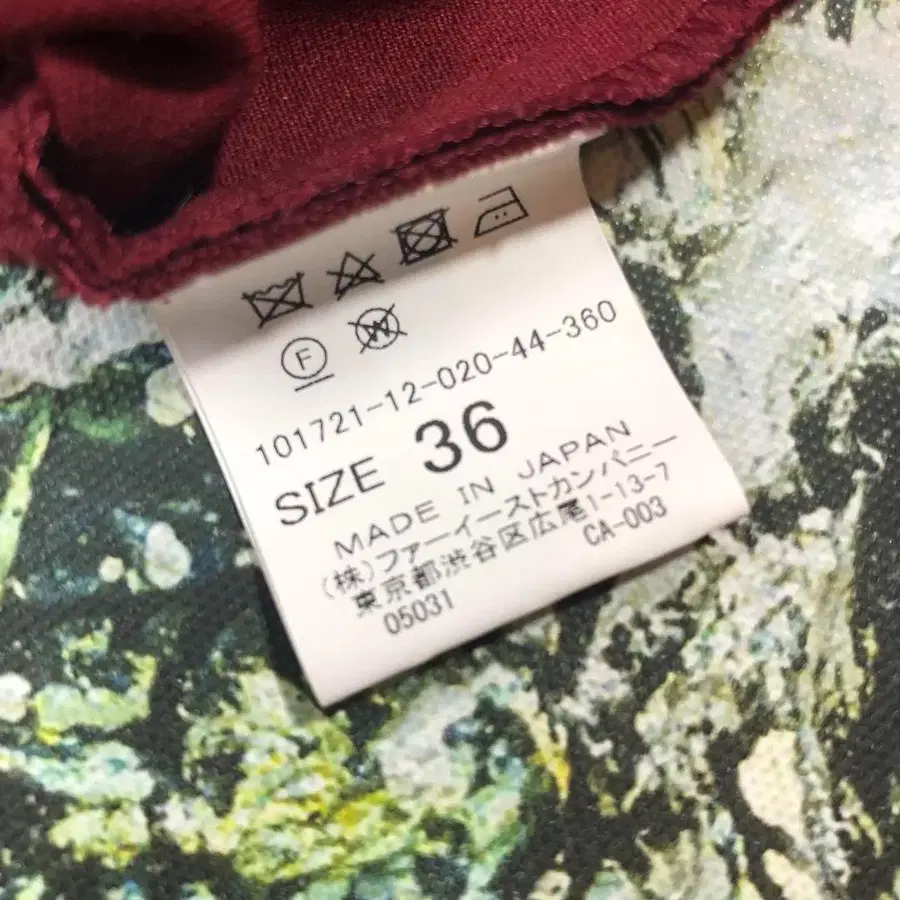 F W
101721-12-020-44-360
SIZE 36
MADE IN JAPAN
(株)ファーイーストカンパニー
東京都渋谷区広尾1-13-7
05031 CA-003